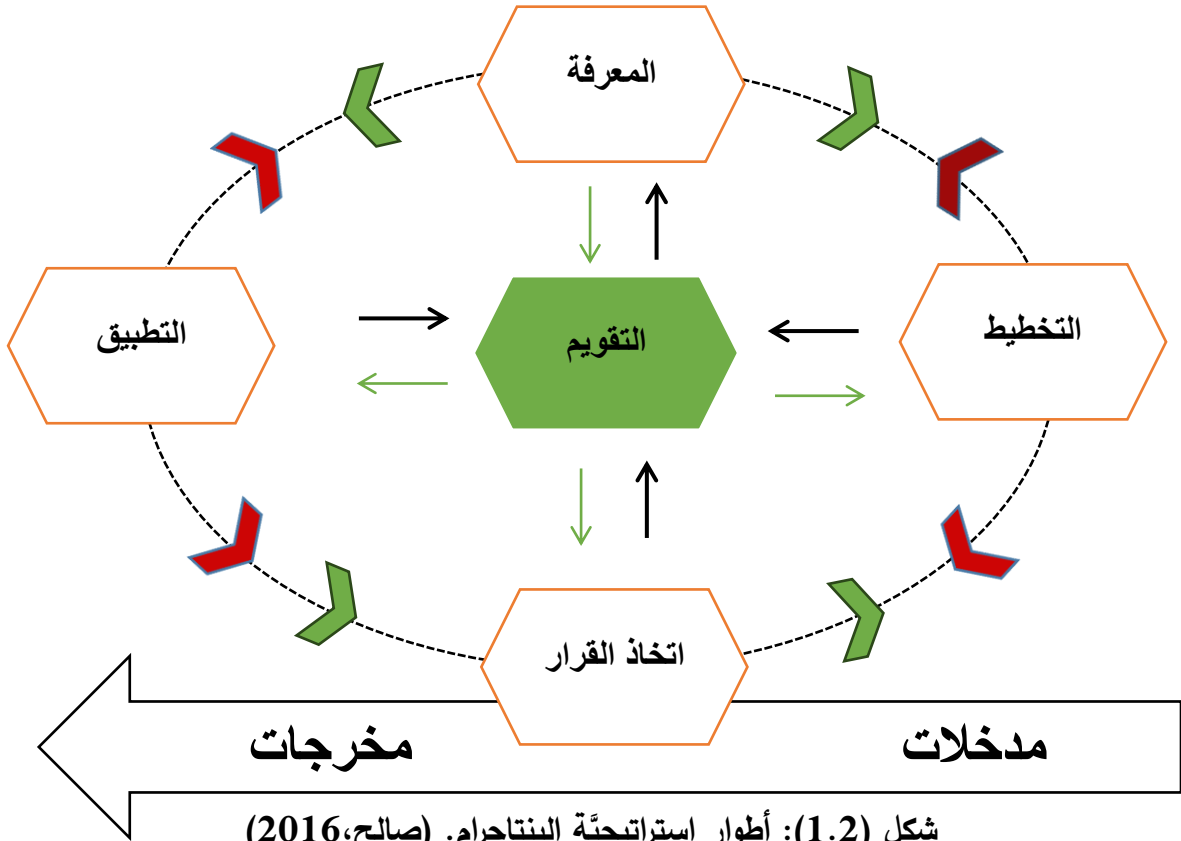 المعرفة
التطبيق
التقويم
التخطيط
اتخاذ القرار
مدخلات
مخرجات
شكل (1.2): أطوار استراتيجيَّة البنتاجرام. (صالح،2016)